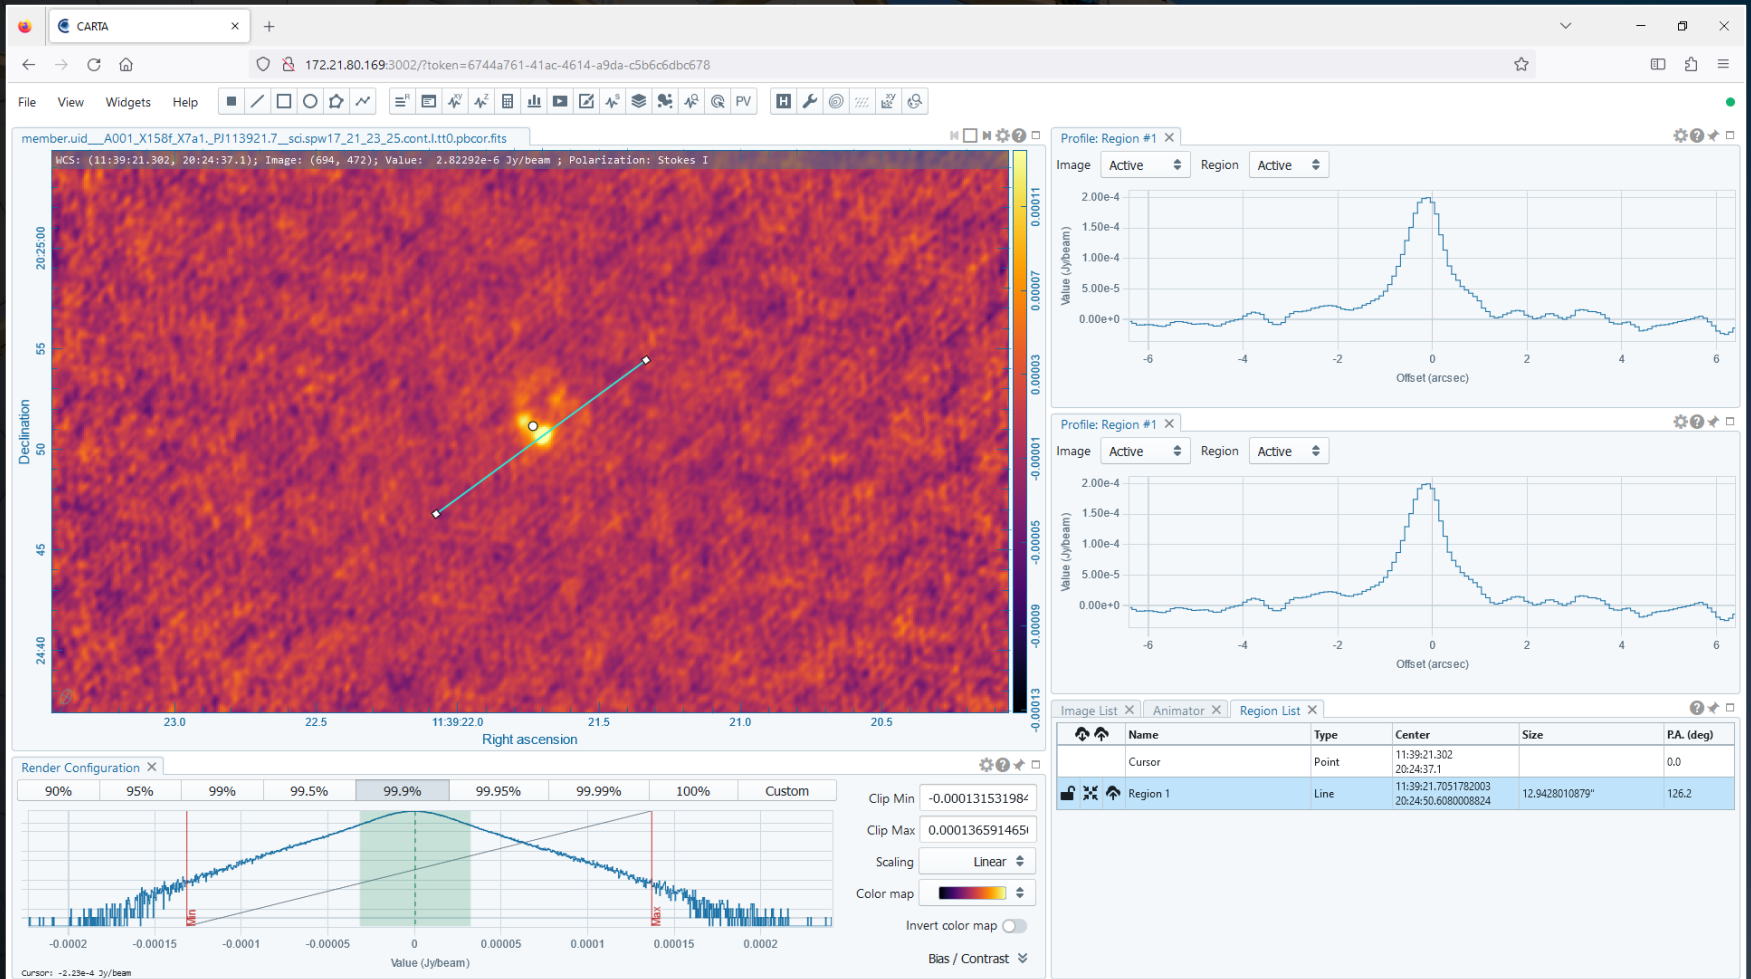 CARTA
172.21.80.169:3002/?token=6744a761-41ac-4614-a9da-c5b6c6dbc678
File View Widgets Help
PV
member.uid___A001_X158f_X7a1._PJ113921.7__sci.spw17_21_23_25.cont.I.tt0.pbcor.fits
WCS: (11:39:21.302, 20:24:37.1); Image: (694, 472); Value: 2.82292e-6 Jy/beam ; Polarization: Stokes I
Declination
20:25:00
55
50
45
24:40
23.0 22.5 11:39:22.0 21.5 21.0 20.5
Right ascension
0.00011
0.00007
0.00003
-0.00001
-0.00005
-0.00009
-0.00013
Profile: Region #1
Image Active Region Active
Value (Jy/beam)
2.00e-4
1.50e-4
1.00e-4
5.00e-5
0.00e+0
-6 -4 -2 0 2 4 6
Offset (arcsec)
Profile: Region #1
Image Active Region Active
Value (Jy/beam)
2.00e-4
1.50e-4
1.00e-4
5.00e-5
0.00e+0
-6 -4 -2 0 2 4 6
Offset (arcsec)
Image List Animator Region List
Name Type Center Size P.A. (deg)
Cursor Point 11:39:21.302 0.0
20:24:37.1
Region 1 Line 11:39:21.7051782003 12.9428010879" 126.2
20:24:50.6080008824
Render Configuration
90% 95% 99% 99.5% 99.9% 99.95% 99.99% 100% Custom
Min
Max
-0.0002 -0.00015 -0.0001 -0.00005 0 0.00005 0.0001 0.00015 0.0002
Value (Jy/beam)
Cursor: -2.23e-4 Jy/beam
Clip Min -0.000131531984
Clip Max 0.000136591465
Scaling Linear
Color map
Invert color map
Bias / Contrast